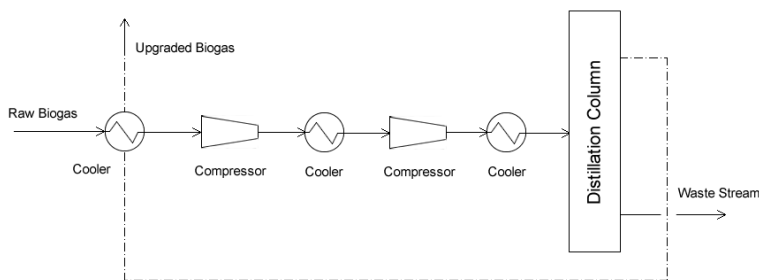 Upgraded Biogas
Raw Biogas
Cooler
Compressor
Cooler
Compressor
Cooler
Distillation Column
Waste Stream